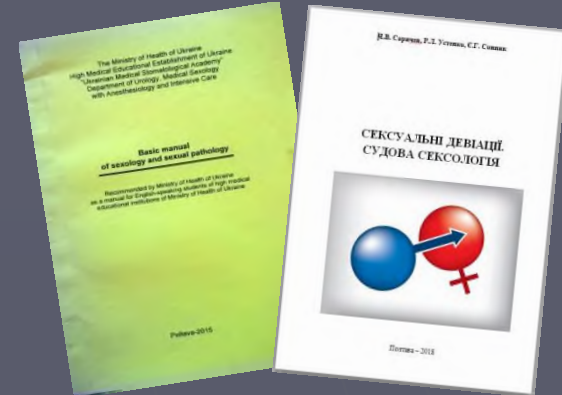 The Ministry of Health of Ukraine
High Medical Educational Establishment of Ukraine
"Ukrainian Medical Stomatological Academy"
Department of Urology, Medical Sexology
with Anesthesiology and Intensive Care
Basic manual
of sexology and sexual pathology
Recommended by Ministry of Health of Ukraine
as a manual for English-speaking students of high medical
educational institutions of Ministry of Health of Ukraine
Poltava-2015
Р.Л. Устенко, Є.Г.
СЕКСУАЛЬНІ ДЕВІАЦІЇ.
СУДОВА СЕКСОЛОГІЯ
Полтава – 2018